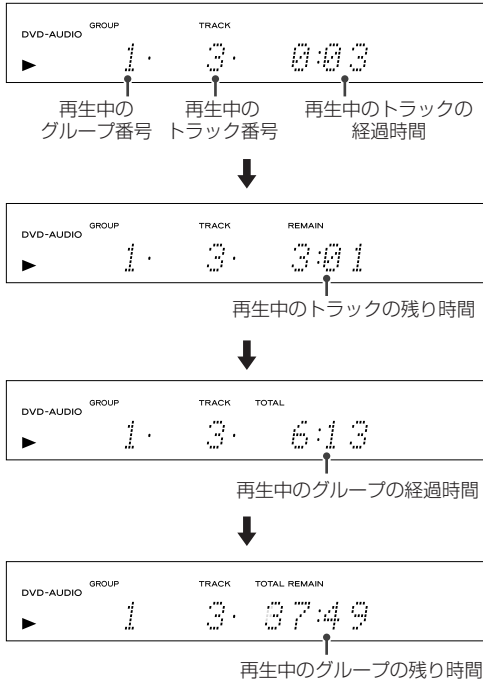 GROUP TRACK
DVD-AUDIO
► 1· 3· 0:03
再生中の 再生中の 再生中のトラックの
グループ番号 トラック番号 経過時間
GROUP TRACK REMAIN
DVD-AUDIO
► 1· 3· 3:01
再生中のトラックの残り時間
GROUP TRACK TOTAL
DVD-AUDIO
► 1· 3· 6:13
再生中のグループの経過時間
GROUP TRACK TOTAL REMAIN
DVD-AUDIO
► 1 3· 37:49
再生中のグループの残り時間